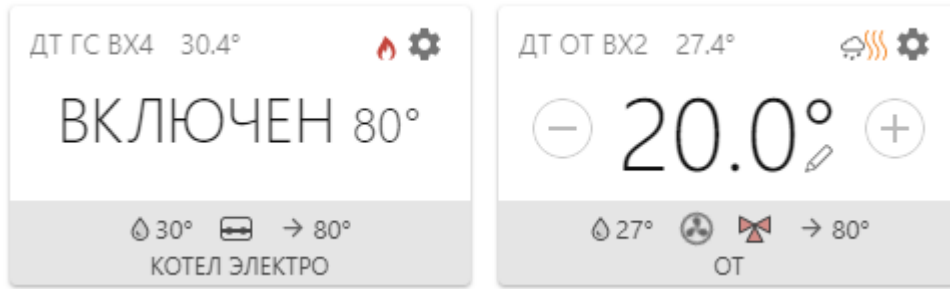 ДТ ГС ВХ4 30.4°
ВКЛЮЧЕН 80°
30° → 80°
КОТЕЛ ЭЛЕКТРО
ДТ ОТ ВХ2 27.4°
20.0°
27° → 80°
ОТ